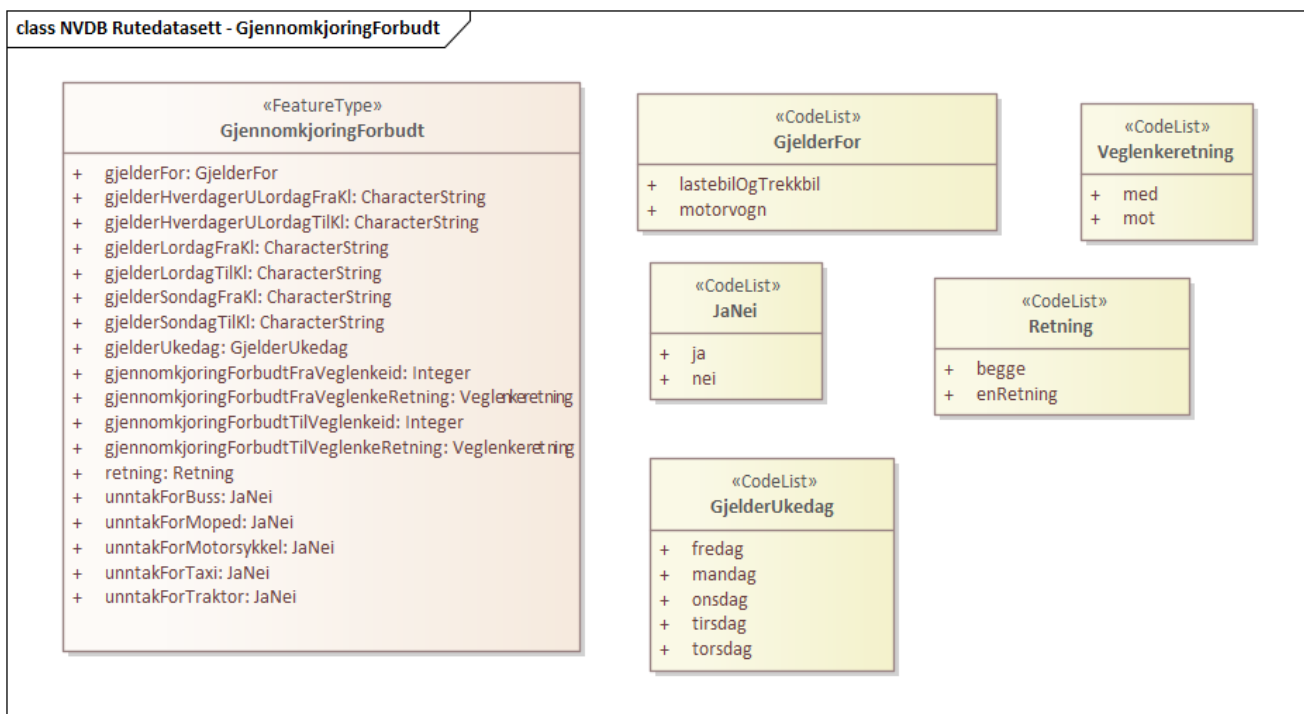 class NVDB Rutedatasett - GjennomkjoringForbudt
«FeatureType»
GjennomkjoringForbudt
+ gjelderFor: GjelderFor
+ gjelderHverdagerULordagFraKl: CharacterString
+ gjelderHverdagerULordagTilKl: CharacterString
+ gjelderLordagFraKl: CharacterString
+ gjelderLordagTilKl: CharacterString
+ gjelderSondagFraKl: CharacterString
+ gjelderSondagTilKl: CharacterString
+ gjelderUkedag: GjelderUkedag
+ gjennomkjoringForbudtFraVeglenkeid: Integer
+ gjennomkjoringForbudtFraVeglenkeRetning: Veglenkeretning
+ gjennomkjoringForbudtTilVeglenkeid: Integer
+ gjennomkjoringForbudtTilVeglenkeRetning: Veglenkeretning
+ retning: Retning
+ unntakForBuss: JaNei
+ unntakForMoped: JaNei
+ unntakForMotorsykkel: JaNei
+ unntakForTaxi: JaNei
+ unntakForTraktor: JaNei
«CodeList»
GjelderFor
+ lastebilOgTrekkbil
+ motorvogn
«CodeList»
Veglenkeretning
+ med
+ mot
«CodeList»
JaNei
+ ja
+ nei
«CodeList»
Retning
+ begge
+ enRetning
«CodeList»
GjelderUkedag
+ fredag
+ mandag
+ onsdag
+ tirsdag
+ torsdag